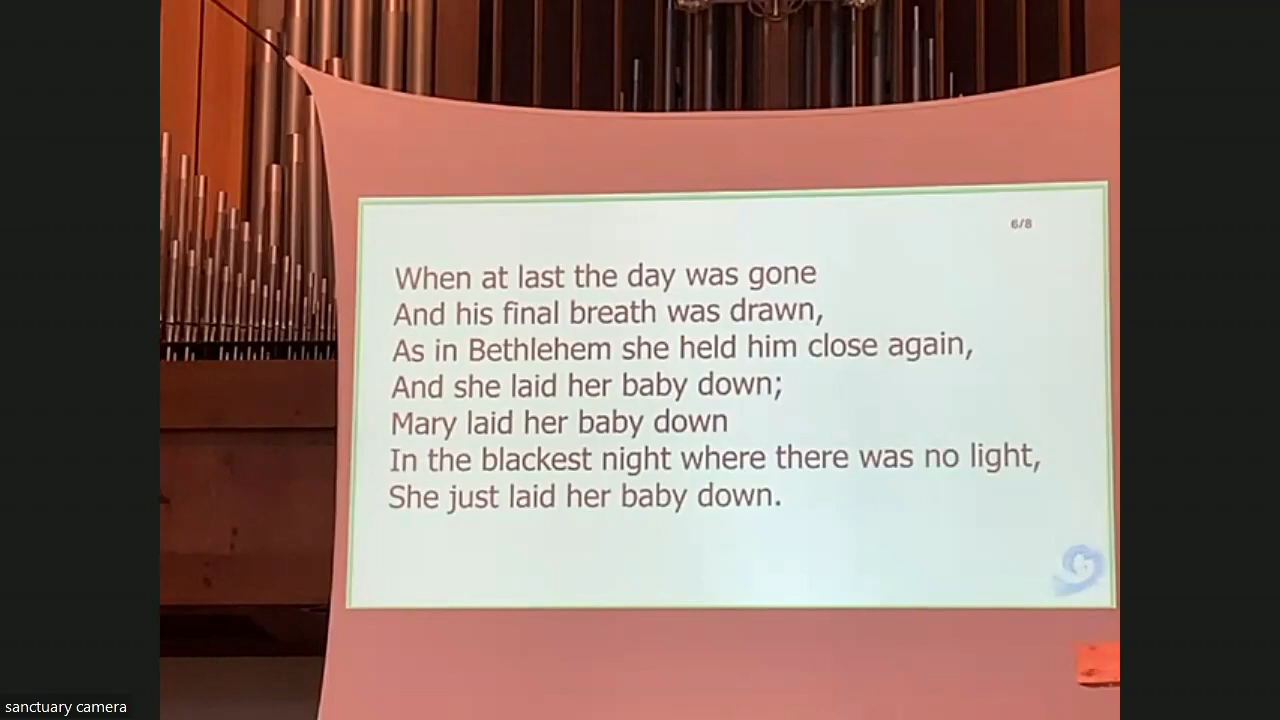 6/8
When at last the day was gone
And his final breath was drawn,
As in Bethlehem she held him close again,
And she laid her baby down;
Mary laid her baby down
In the blackest night where there was no light,
She just laid her baby down.
sanctuary camera